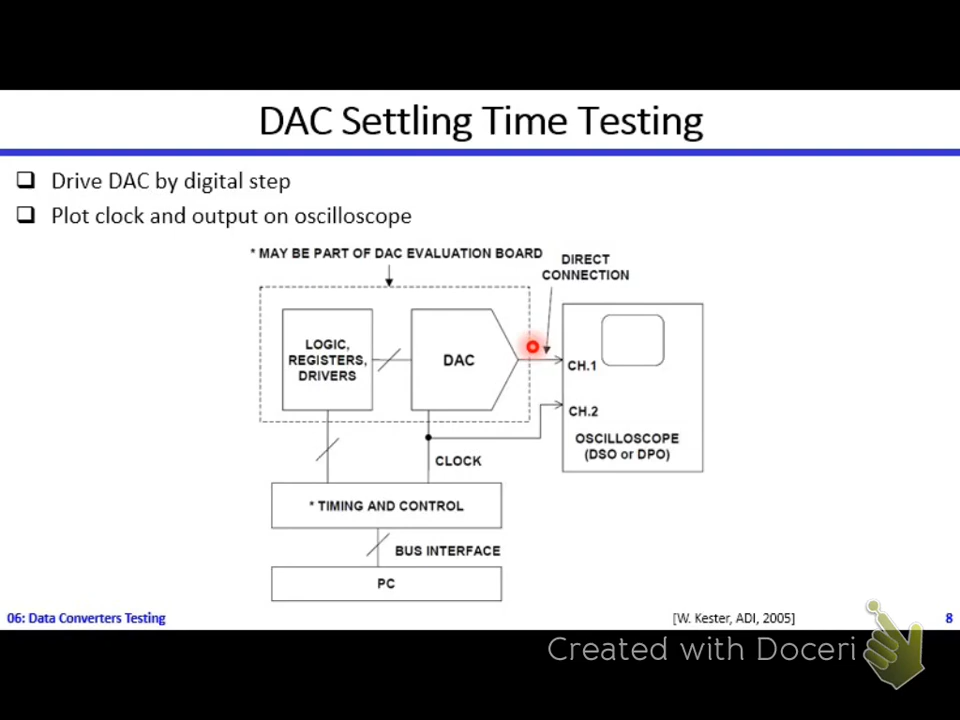 DAC Settling Time Testing
Drive DAC by digital step
Plot clock and output on oscilloscope
* MAY BE PART OF DAC EVALUATION BOARD
DIRECT
CONNECTION
LOGIC,
REGISTERS,
DRIVERS
DAC
CH.1
CH.2
OSCILLOSCOPE
(DSO or DPO)
CLOCK
* TIMING AND CONTROL
BUS INTERFACE
PC
06: Data Converters Testing
[W. Kester, ADI, 2005]
8
Created with Doceri